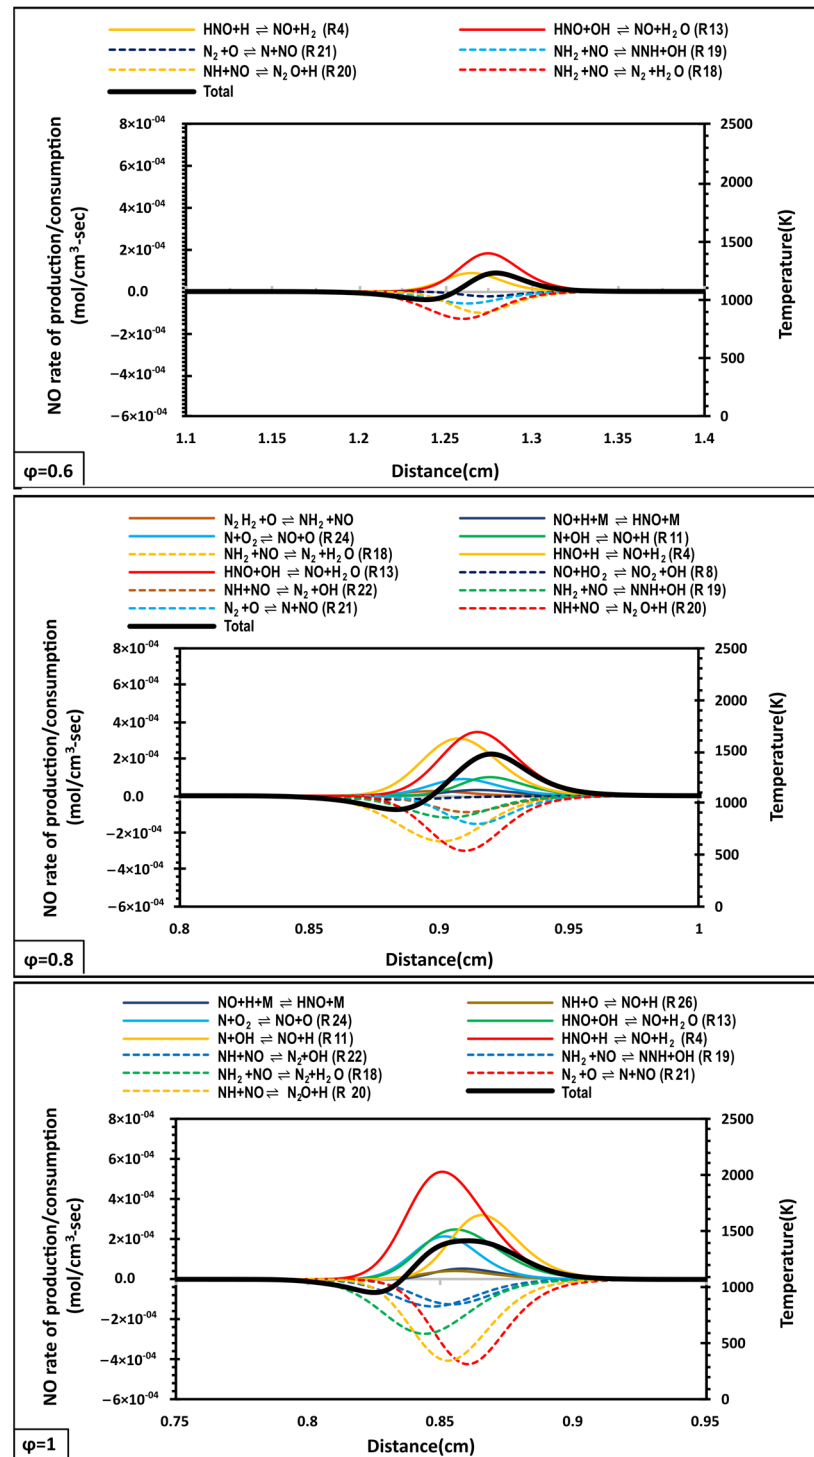 HNO+H ⇌ NO+H₂ (R4)
HNO+OH ⇌ NO+H₂O (R13)
N₂+O ⇌ N+NO (R21)
NH₂+NO ⇌ NNH+OH (R19)
NH+NO ⇌ N₂O+H (R20)
NH₂+NO ⇌ N₂+H₂O (R18)
Total
NO rate of production/consumption
(mol/cm³-sec)
8×10⁻⁰⁴
6×10⁻⁰⁴
4×10⁻⁰⁴
2×10⁻⁰⁴
0.0
−2×10⁻⁰⁴
−4×10⁻⁰⁴
−6×10⁻⁰⁴
2500
2000
1500
1000
500
0
Temperature(K)
1.1 1.15 1.2 1.25 1.3 1.35 1.4
Distance(cm)
φ=0.6
N₂H₂+O ⇌ NH₂+NO
NO+H+M ⇌ HNO+M
N+O₂ ⇌ NO+O (R24)
N+OH ⇌ NO+H (R11)
NH₂+NO ⇌ N₂+H₂O (R18)
HNO+H ⇌ NO+H₂ (R4)
HNO+OH ⇌ NO+H₂O (R13)
NO+HO₂ ⇌ NO₂+OH (R8)
NH+NO ⇌ N₂+OH (R22)
NH₂+NO ⇌ NNH+OH (R19)
N₂+O ⇌ N+NO (R21)
NH+NO ⇌ N₂O+H (R20)
Total
NO rate of production/consumption
(mol/cm³-sec)
8×10⁻⁰⁴
6×10⁻⁰⁴
4×10⁻⁰⁴
2×10⁻⁰⁴
0.0
−2×10⁻⁰⁴
−4×10⁻⁰⁴
−6×10⁻⁰⁴
2500
2000
1500
1000
500
0
Temperature(K)
0.8 0.85 0.9 0.95 1
Distance(cm)
φ=0.8
NO+H+M ⇌ HNO+M
NH+O ⇌ NO+H (R26)
N+O₂ ⇌ NO+O (R24)
HNO+OH ⇌ NO+H₂O (R13)
N+OH ⇌ NO+H (R11)
HNO+H ⇌ NO+H₂ (R4)
NH+NO ⇌ N₂+OH (R22)
NH₂+NO ⇌ NNH+OH (R19)
NH₂+NO ⇌ N₂+H₂O (R18)
N₂+O ⇌ N+NO (R21)
NH+NO ⇌ N₂O+H (R20)
Total
NO rate of production/consumption
(mol/cm³-sec)
8×10⁻⁰⁴
6×10⁻⁰⁴
4×10⁻⁰⁴
2×10⁻⁰⁴
0.0
−2×10⁻⁰⁴
−4×10⁻⁰⁴
−6×10⁻⁰⁴
2500
2000
1500
1000
500
0
Temperature(K)
0.75 0.8 0.85 0.9 0.95
Distance(cm)
φ=1